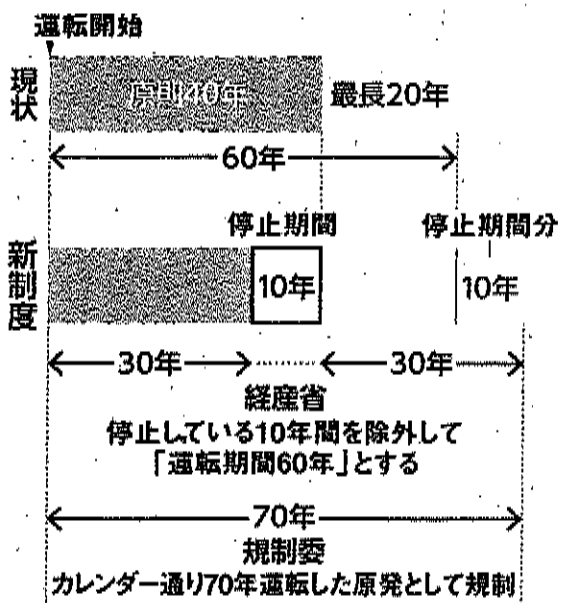 運転開始
現状
原則40年
最長20年
60年
停止期間
停止期間分
新制度
10年
10年
30年
30年
経産省
停止している10年間を除外して
「運転期間60年」とする
70年
規制委
カレンダー通り70年運転した原発として規制